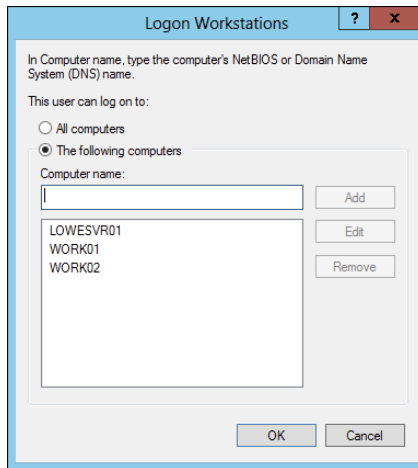 Logon Workstations
?
x
In Computer name, type the computer's NetBIOS or Domain Name
System (DNS) name.
This user can log on to:
All computers
The following computers
Computer name:
Add
LOWESVR01
Edit
WORK01
WORK02
Remove
OK
Cancel